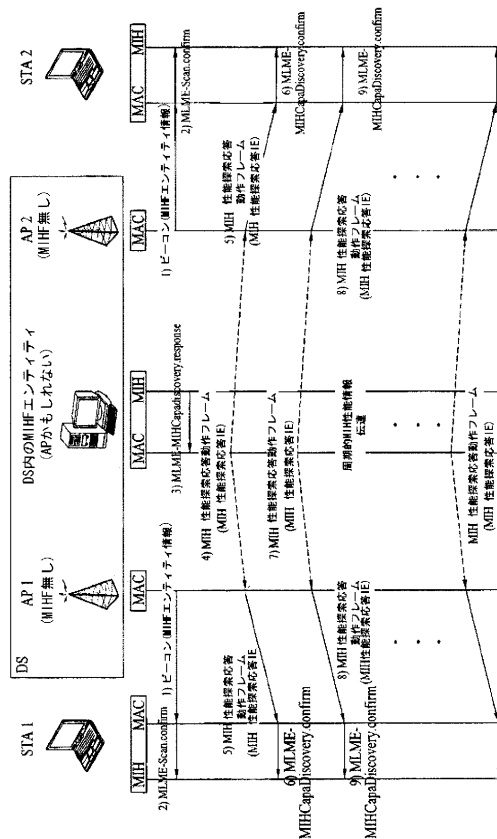 DS
STA 1
AP 1
(MIHF無し)
DS内のMIHFエンティティ
(APかもしれない)
AP 2
(MIHF無し)
STA 2
MIH
MAC
MAC
MAC
MIH
MAC
MAC
MIH
1) ビーコン (MIHFエンティティ情報)
2) MLME-Scan.confirm
1) ビーコン (MIHFエンティティ情報)
2) MLME-Scan.confirm
3) MLME-MIHCapadiscovery.response
4) MIH 性能探索応答動作フレーム
(MIH 性能探索応答IE)
5) MIH 性能探索応答
動作フレーム
(MIH 性能探索応答IE
5) MIH 性能探索応答
動作フレーム
(MIH 性能探索応答IE)
6) MLME-
MIHCapaDiscovery.confirm
6) MLME-
MIHCapaDiscovery.confirm
7) MIH 性能探索応答動作フレーム
(MIH 性能探索応答IE)
8) MIH 性能探索応答
動作フレーム
(MIH性能探索応答IE)
8) MIH 性能探索応答
動作フレーム
(MIH 性能探索応答IE)
9) MLME-
MIHCapaDiscovery.confirm
9) MLME-
MIHCapaDiscovery.confirm
周期的MIH性能情報
伝達
MIH 性能探索応答動作フレーム
(MIH 性能探索応答IE)